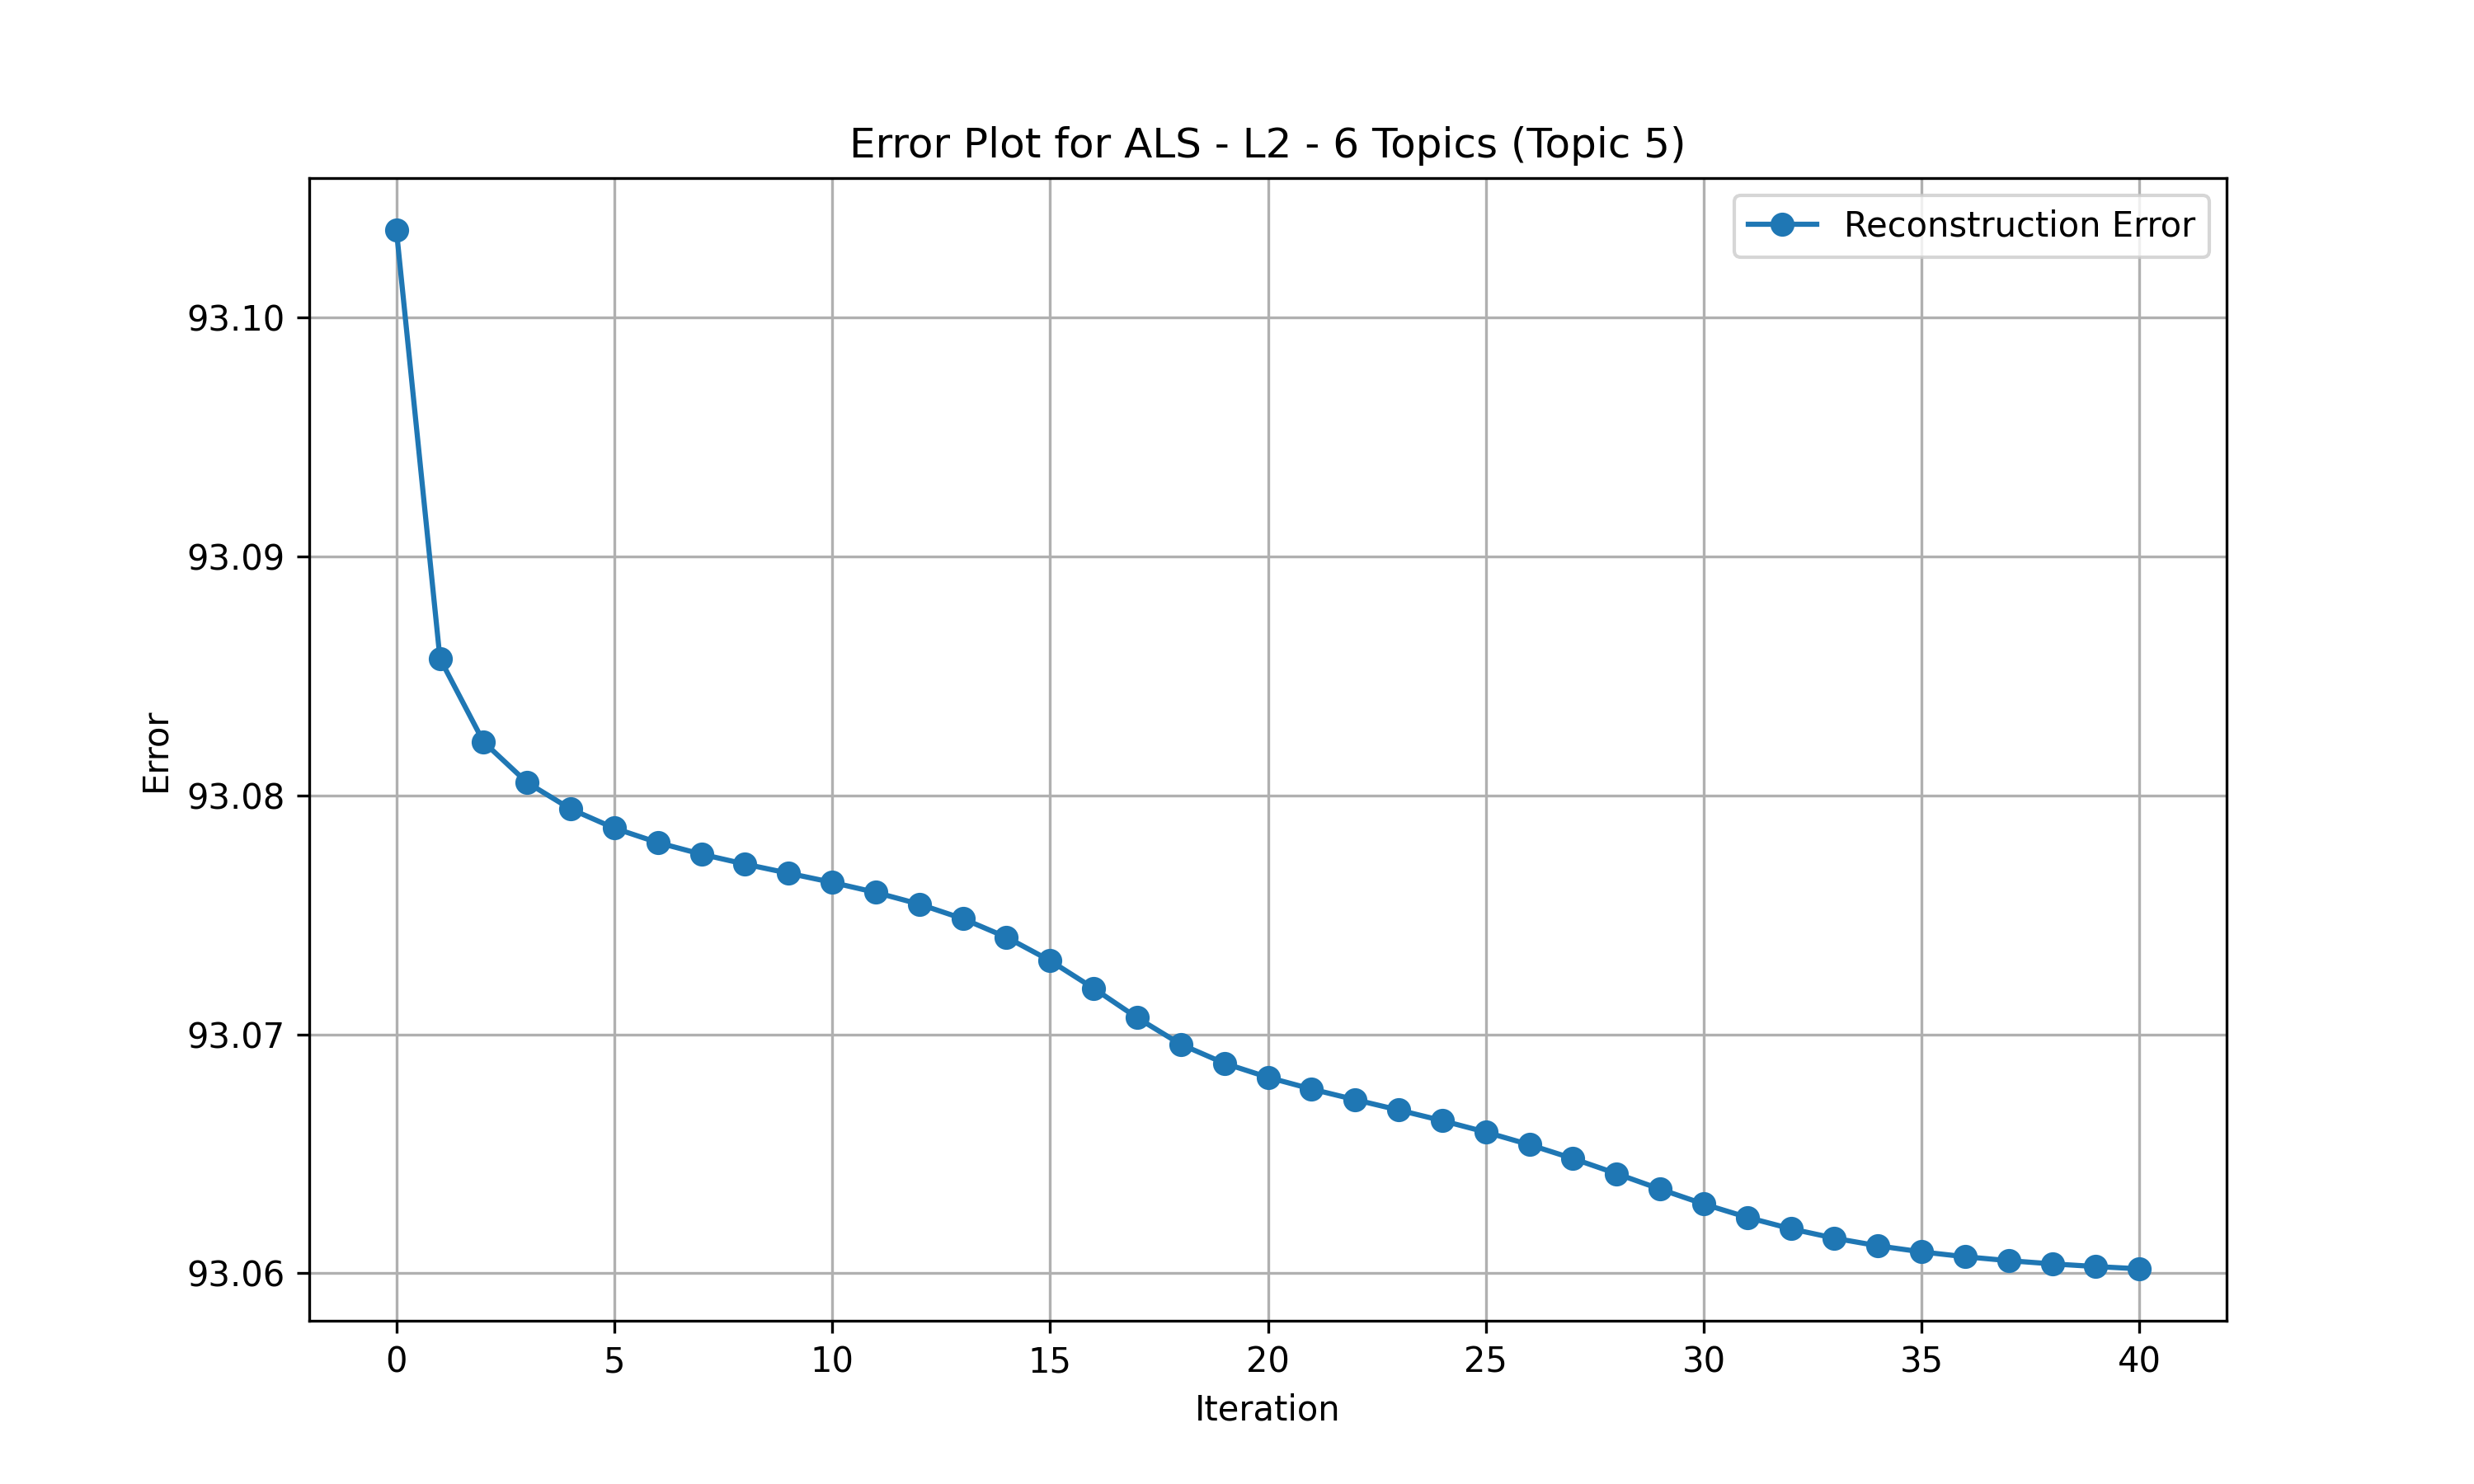 Error Plot for ALS - L2 - 6 Topics (Topic 5)
Reconstruction Error
93.10
93.09
93.08
93.07
93.06
Error
0 5 10 15 20 25 30 35 40
Iteration